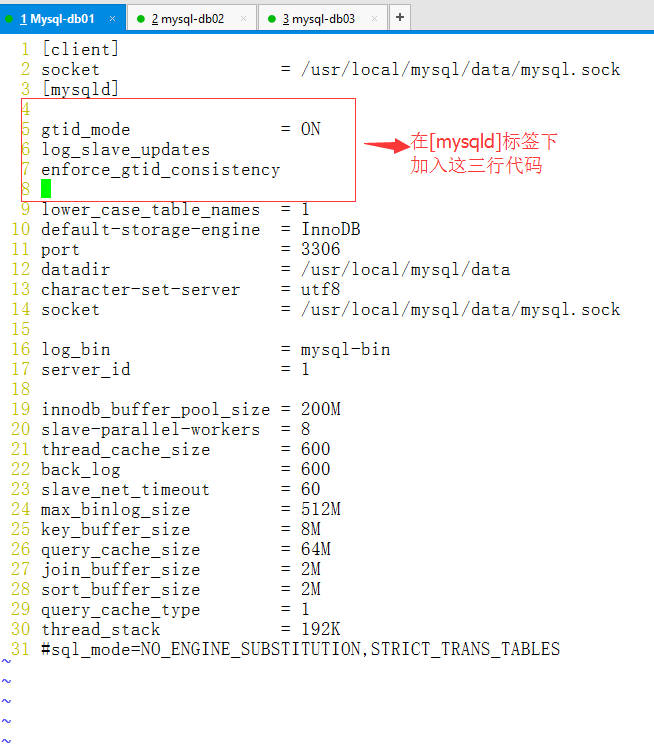 1 Mysql-db01 × 2 mysql-db02 × 3 mysql-db03 × +
1 [client]
2 socket = /usr/local/mysql/data/mysql.sock
3 [mysqld]
4
5 gtid_mode = ON
6 log_slave_updates
7 enforce_gtid_consistency
8
在[mysqld]标签下
加入这三行代码
9 lower_case_table_names = 1
10 default-storage-engine = InnoDB
11 port = 3306
12 datadir = /usr/local/mysql/data
13 character-set-server = utf8
14 socket = /usr/local/mysql/data/mysql.sock
15
16 log_bin = mysql-bin
17 server_id = 1
18
19 innodb_buffer_pool_size = 200M
20 slave-parallel-workers = 8
21 thread_cache_size = 600
22 back_log = 600
23 slave_net_timeout = 60
24 max_binlog_size = 512M
25 key_buffer_size = 8M
26 query_cache_size = 64M
27 join_buffer_size = 2M
28 sort_buffer_size = 2M
29 query_cache_type = 1
30 thread_stack = 192K
31 #sql_mode=NO_ENGINE_SUBSTITUTION,STRICT_TRANS_TABLES
~
~
~
~
~